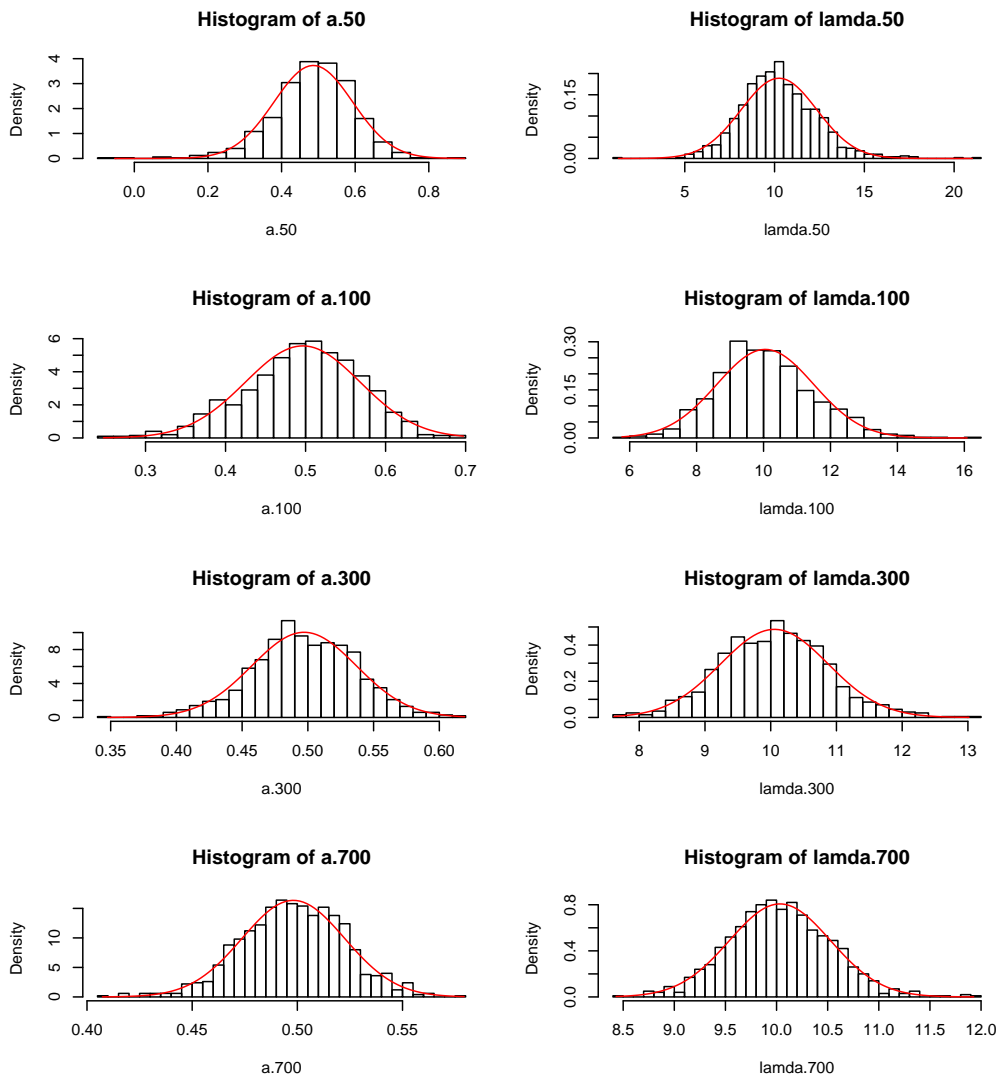 Histogram of a.50
Density
0 1 2 3 4
0.0 0.2 0.4 0.6 0.8
a.50
Histogram of lamda.50
Density
0.00 0.15
5 10 15 20
lamda.50
Histogram of a.100
Density
0 2 4 6
0.3 0.4 0.5 0.6 0.7
a.100
Histogram of lamda.100
Density
0.00 0.15 0.30
6 8 10 12 14 16
lamda.100
Histogram of a.300
Density
0 4 8
0.35 0.40 0.45 0.50 0.55 0.60
a.300
Histogram of lamda.300
Density
0.0 0.2 0.4
8 9 10 11 12 13
lamda.300
Histogram of a.700
Density
0 5 10
0.40 0.45 0.50 0.55
a.700
Histogram of lamda.700
Density
0.0 0.4 0.8
8.5 9.0 9.5 10.0 10.5 11.0 11.5 12.0
lamda.700